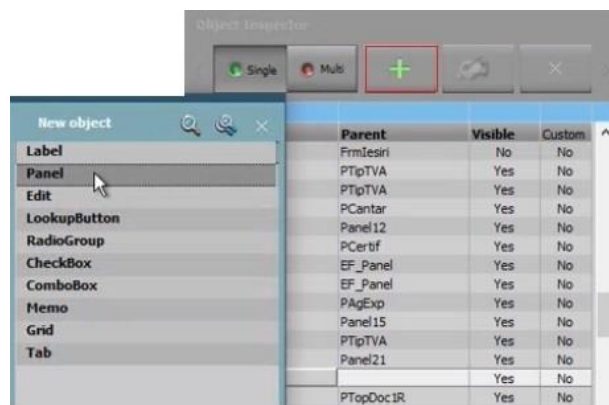 Object Inspector
Single
Multi
New object
Label
Panel
Edit
LookupButton
RadioGroup
CheckBox
ComboBox
Memo
Grid
Tab
Parent Visible Custom
FrmIesiri No No
PTipTVA Yes No
PTipTVA Yes No
PCantar Yes No
Panel12 Yes No
PCertif Yes No
EF_Panel Yes No
EF_Panel Yes No
PAgExp Yes No
Panel15 Yes No
PTipTVA Yes No
Panel21 Yes No
Yes No
PTopDoc1R Yes No